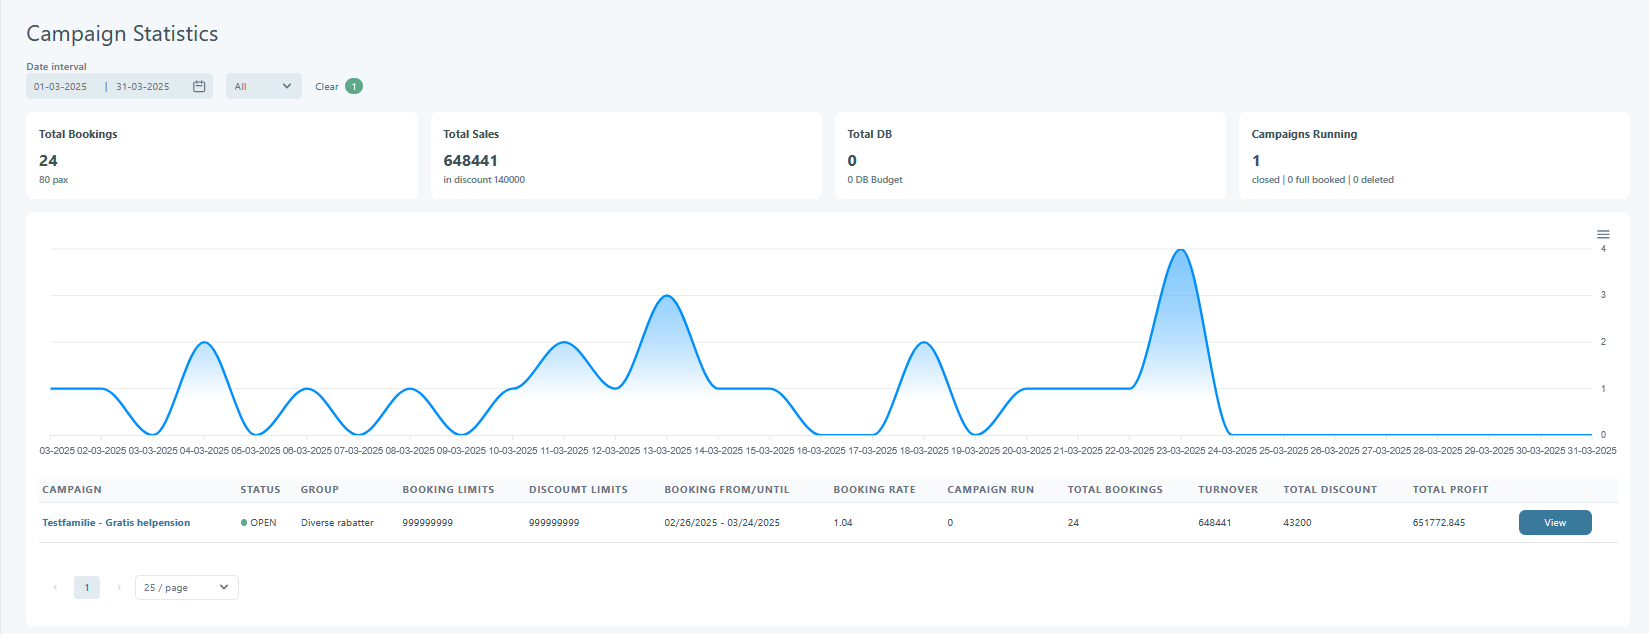 Campaign Statistics
Date interval
01-03-2025 | 31-03-2025 All Clear 1
Total Bookings
24
80 pax
Total Sales
648441
in discount 140000
Total DB
0
0 DB Budget
Campaigns Running
1
closed | 0 full booked | 0 deleted
4
3
2
1
0
03-2025 02-03-2025 03-03-2025 04-03-2025 05-03-2025 06-03-2025 07-03-2025 08-03-2025 09-03-2025 10-03-2025 11-03-2025 12-03-2025 13-03-2025 14-03-2025 15-03-2025 16-03-2025 17-03-2025 18-03-2025 19-03-2025 20-03-2025 21-03-2025 22-03-2025 23-03-2025 24-03-2025 25-03-2025 26-03-2025 27-03-2025 28-03-2025 29-03-2025 30-03-2025 31-03-2025
CAMPAIGN STATUS GROUP BOOKING LIMITS DISCOUMT LIMITS BOOKING FROM/UNTIL BOOKING RATE CAMPAIGN RUN TOTAL BOOKINGS TURNOVER TOTAL DISCOUNT TOTAL PROFIT
Testfamilie - Gratis helpension OPEN Diverse rabatter 999999999 999999999 02/26/2025 - 03/24/2025 1.04 0 24 648441 43200 651772.845 View
1 25 / page